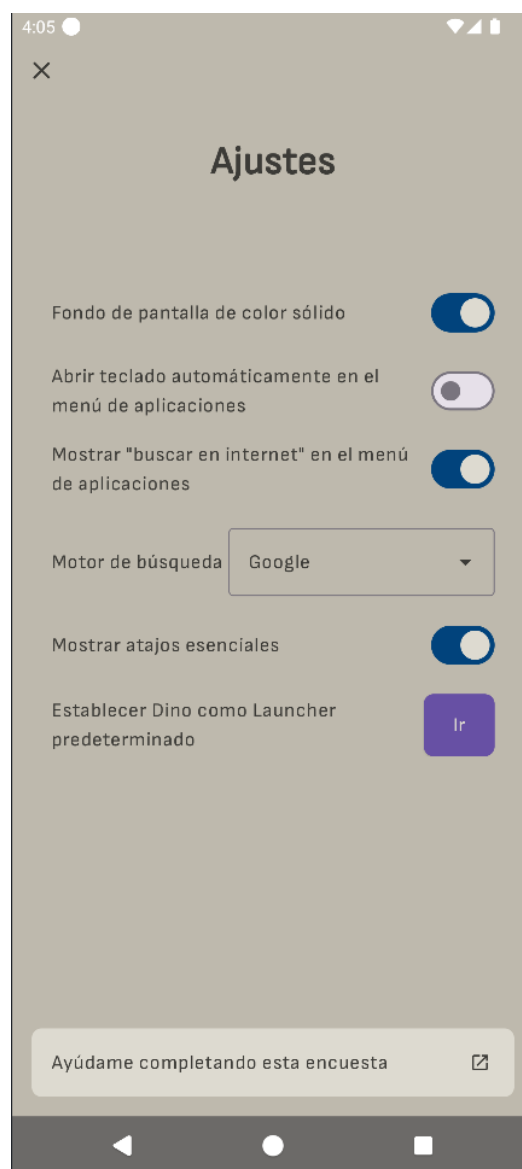 4:05
Ajustes
Fondo de pantalla de color sólido
Abrir teclado automáticamente en el
menú de aplicaciones
Mostrar "buscar en internet" en el menú
de aplicaciones
Motor de búsqueda Google
Mostrar atajos esenciales
Establecer Dino como Launcher
predeterminado
Ir
Ayúdame completando esta encuesta